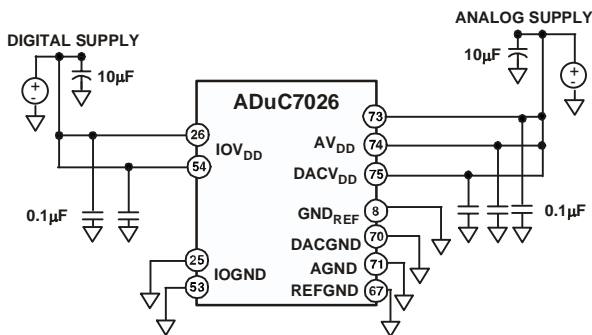 ANALOG SUPPLY
DIGITAL SUPPLY
10µF
10µF
+
-
+
-
ADuC7026
26
54
IOVDD
73
74
75
AVDD
DACVDD
0.1µF
0.1µF
GNDREF
8
DACGND
70
AGND
71
REFGND
67
25
53
IOGND